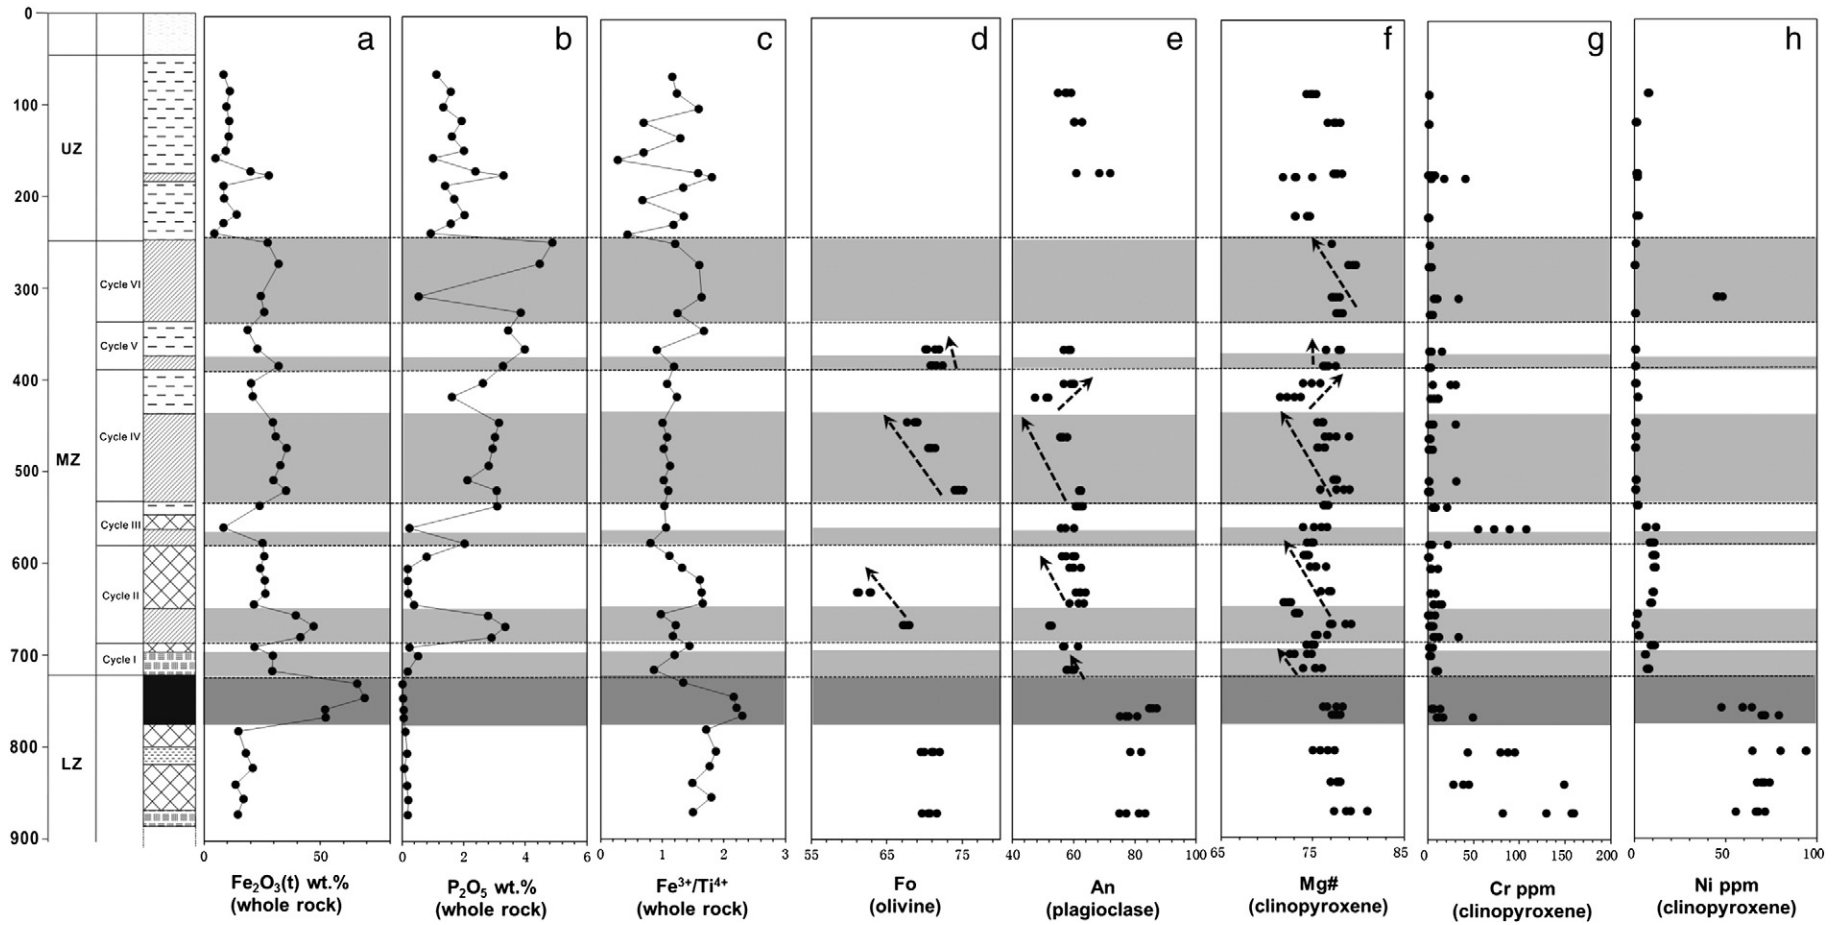 a b c d e f g h
0
100
200
300
400
500
600
700
800
900
UZ
MZ
LZ
Cycle VI
Cycle V
Cycle IV
Cycle III
Cycle II
Cycle I
0 50
0 2 4 6
0 1 2 3
55 65 75
40 60 80 100
65 75 85
0 50 100 150 200
0 50 100
Fe₂O₃(t) wt.%
(whole rock)
P₂O₅ wt.%
(whole rock)
Fe³⁺/Ti⁴⁺
(whole rock)
Fo
(olivine)
An
(plagioclase)
Mg#
(clinopyroxene)
Cr ppm
(clinopyroxene)
Ni ppm
(clinopyroxene)